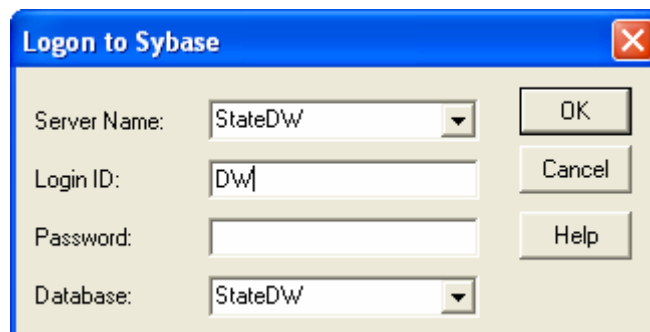 Logon to Sybase
Server Name: StateDW OK
Login ID: DW Cancel
Password: Help
Database: StateDW